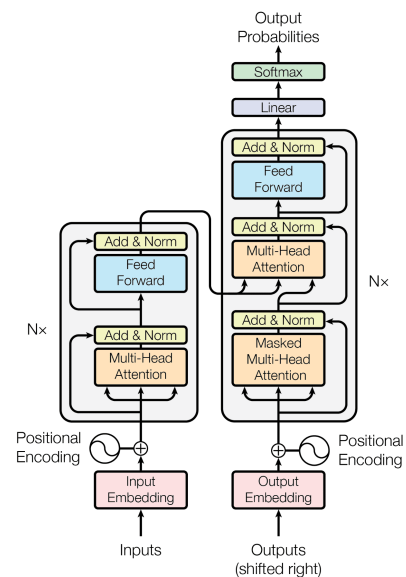 Output
Probabilities
Softmax
Linear
Add & Norm
Feed
Forward
Add & Norm
Multi-Head
Attention
Add & Norm
Masked
Multi-Head
Attention
N×
Add & Norm
Feed
Forward
Add & Norm
Multi-Head
Attention
N×
Positional
Encoding
Positional
Encoding
Input
Embedding
Output
Embedding
Inputs
Outputs
(shifted right)